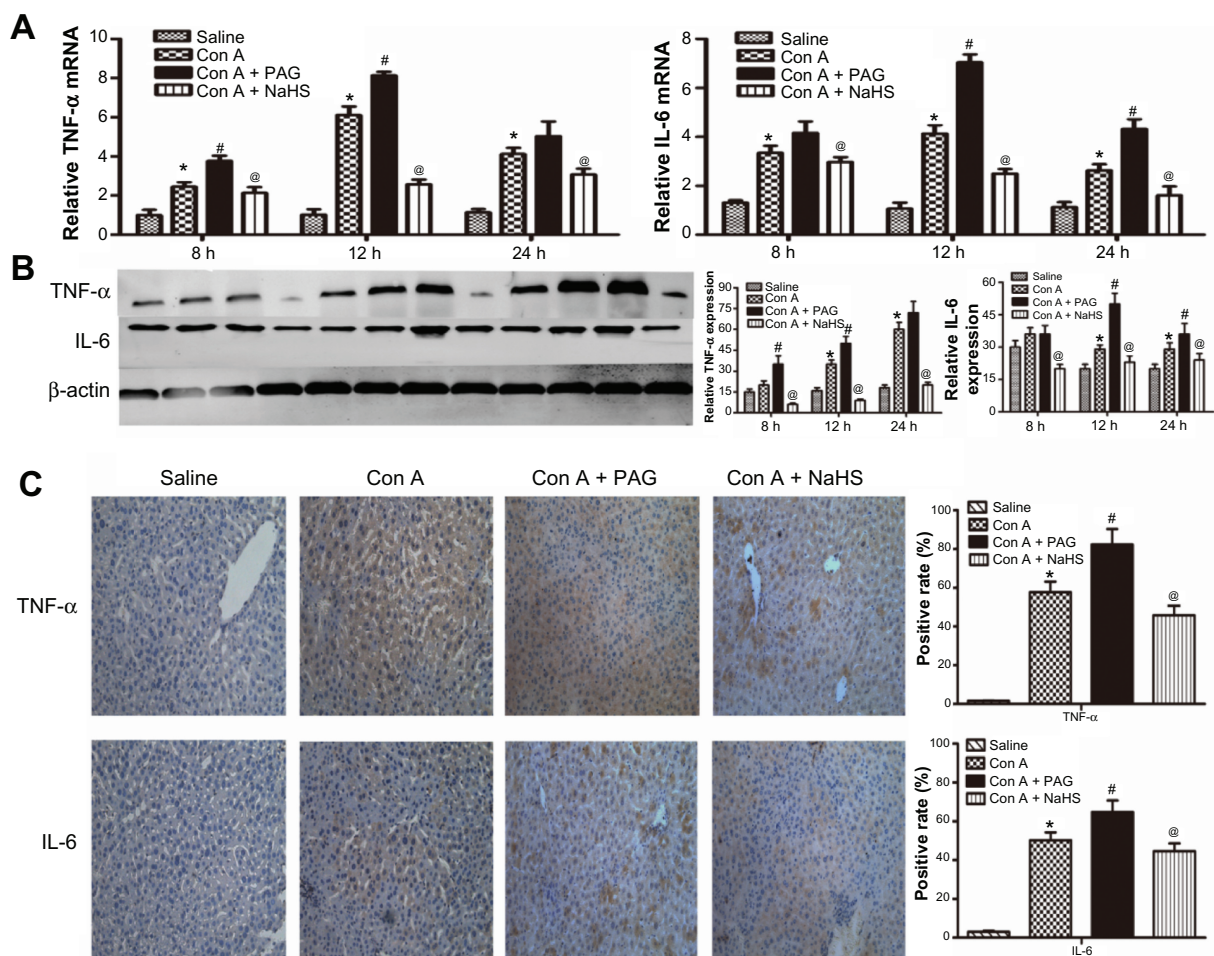 A
Relative TNF-α mRNA
10
8
6
4
2
0
Saline
Con A
Con A + PAG
Con A + NaHS
*
#
@
*
#
@
*
@
8 h
12 h
24 h
Relative IL-6 mRNA
8
6
4
2
0
Saline
Con A
Con A + PAG
Con A + NaHS
*
@
*
#
@
*
#
@
8 h
12 h
24 h
B
TNF-α
IL-6
β-actin
Relative TNF-α expression
90
75
60
45
30
15
0
Saline
Con A
Con A + PAG
Con A + NaHS
#
@
*
#
@
*
@
8 h
12 h
24 h
Relative IL-6
expression
60
45
30
15
0
Saline
Con A
Con A + PAG
Con A + NaHS
@
*
#
@
*
#
@
8 h
12 h
24 h
C
Saline
Con A
Con A + PAG
Con A + NaHS
TNF-α
IL-6
Positive rate (%)
100
80
60
40
20
0
Saline
Con A
Con A + PAG
Con A + NaHS
*
#
@
TNF-α
Positive rate (%)
100
80
60
40
20
0
Saline
Con A
Con A + PAG
Con A + NaHS
*
#
@
IL-6